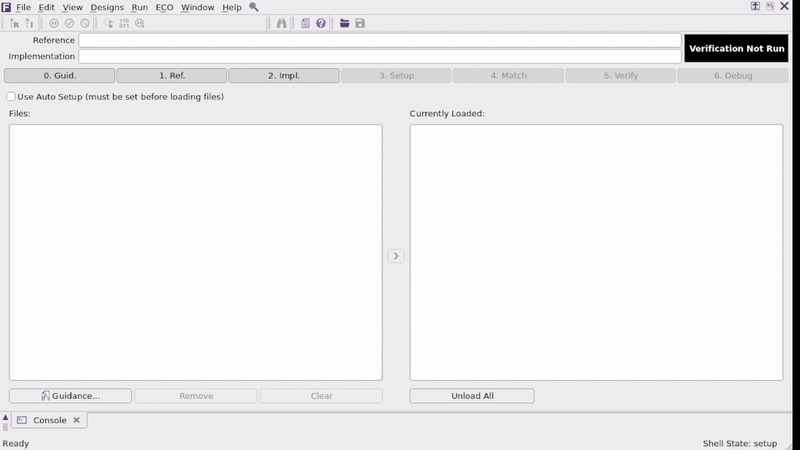 File Edit View Designs Run ECO Window Help
Reference
Verification Not Run
Implementation
0. Guid. 1. Ref. 2. Impl. 3. Setup 4. Match 5. Verify 6. Debug
Use Auto Setup (must be set before loading files)
Files: Currently Loaded:
Guidance... Remove Clear Unload All
Console
Ready Shell State: setup